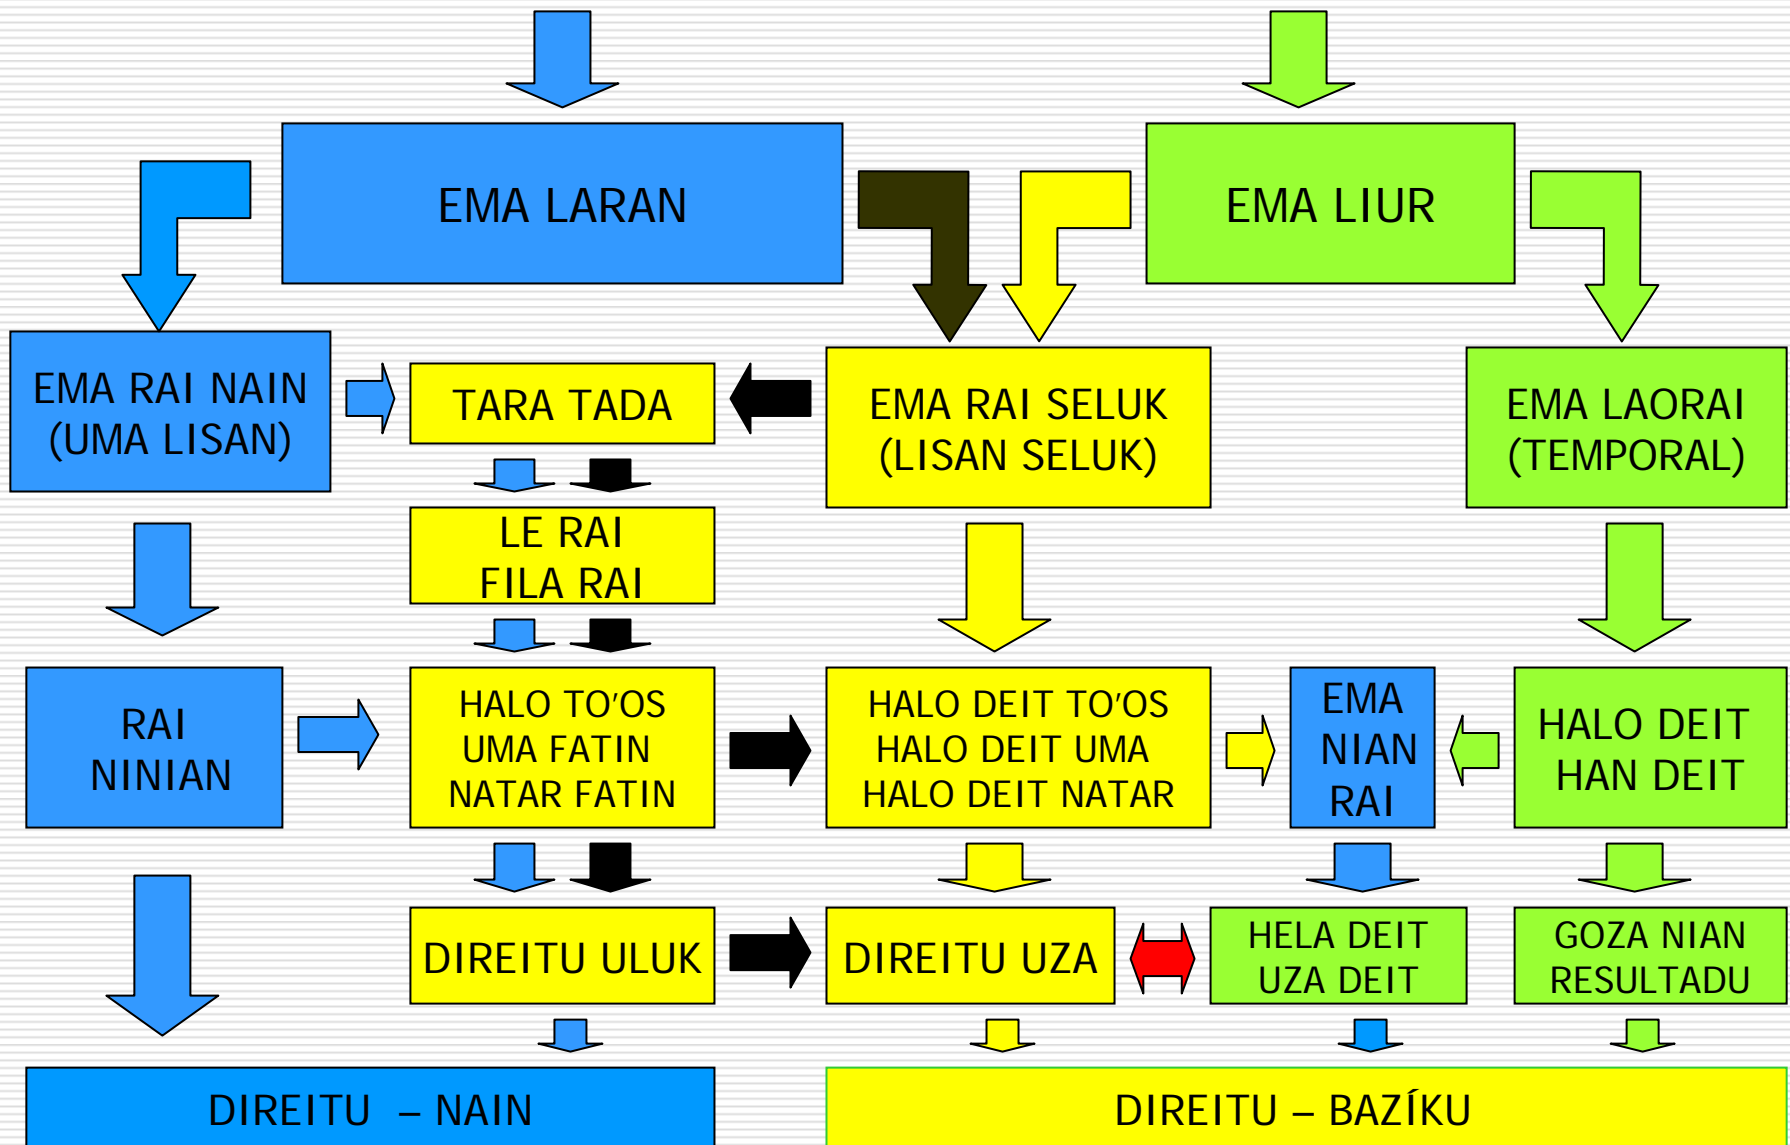 EMA LARAN
EMA LIUR
EMA RAI NAIN
(UMA LISAN)
TARA TADA
EMA RAI SELUK
(LISAN SELUK)
EMA LAORAI
(TEMPORAL)
LE RAI
FILA RAI
RAI
NINIAN
HALO TO'OS
UMA FATIN
NATAR FATIN
HALO DEIT TO'OS
HALO DEIT UMA
HALO DEIT NATAR
EMA
NIAN
RAI
HALO DEIT
HAN DEIT
DIREITU ULUK
DIREITU UZA
HELA DEIT
UZA DEIT
GOZA NIAN
RESULTADU
DIREITU – NAIN
DIREITU – BAZÍKU